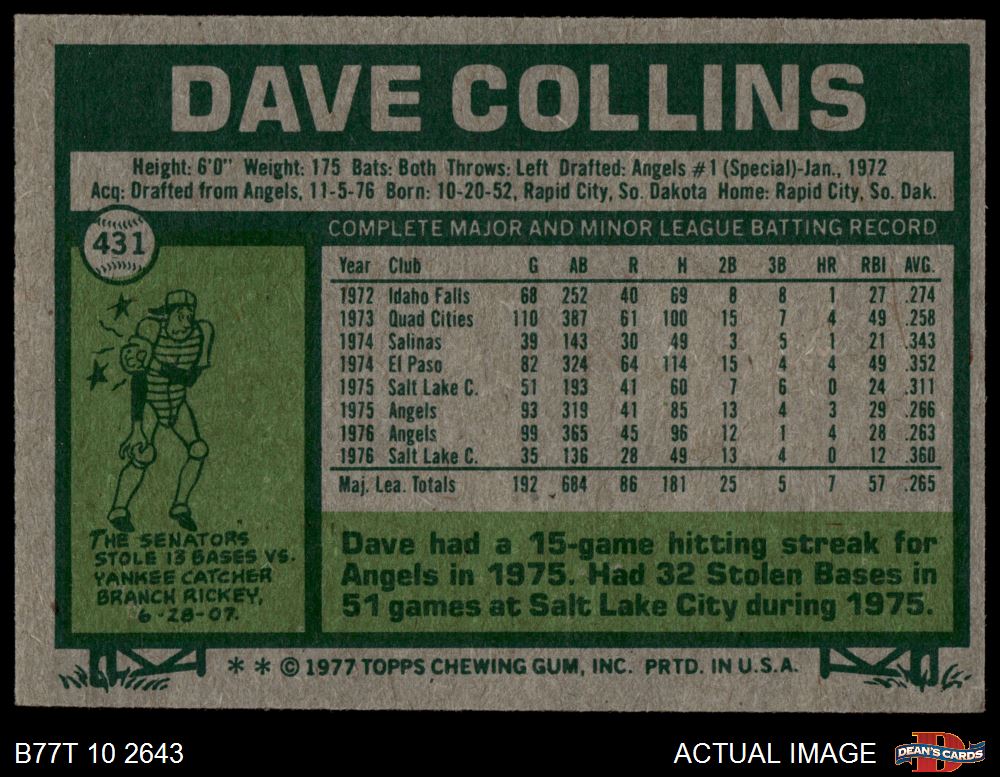 DAVE COLLINS
Height: 6'0" Weight: 175 Bats: Both Throws: Left Drafted: Angels #1 (Special)-Jan., 1972
Acq: Drafted from Angels, 11-5-76 Born: 10-20-52, Rapid City, So. Dakota Home: Rapid City, So. Dak.
431
COMPLETE MAJOR AND MINOR LEAGUE BATTING RECORD
Year Club G AB R H 2B 3B HR RBI AVG.
1972 Idaho Falls 68 252 40 69 8 8 1 27 .274
1973 Quad Cities 110 387 61 100 15 7 4 49 .258
1974 Salinas 39 143 30 49 3 5 1 21 .343
1974 El Paso 82 324 64 114 15 4 4 49 .352
1975 Salt Lake C. 51 193 41 60 7 6 0 24 .311
1975 Angels 93 319 41 85 13 4 3 29 .266
1976 Angels 99 365 45 96 12 1 4 28 .263
1976 Salt Lake C. 35 136 28 49 13 4 0 12 .360
Maj. Lea. Totals 192 684 86 181 25 5 7 57 .265
THE SENATORS
STOLE 13 BASES VS.
YANKEE CATCHER
BRANCH RICKEY,
6-28-07.
Dave had a 15-game hitting streak for
Angels in 1975. Had 32 Stolen Bases in
51 games at Salt Lake City during 1975.
* * © 1977 TOPPS CHEWING GUM, INC. PRTD. IN U.S.A.
B77T 10 2643
ACTUAL IMAGE
D
DEAN'S CARDS